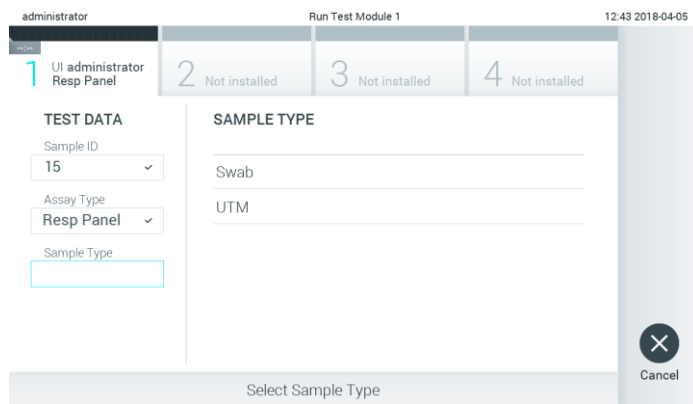 administrator
Run Test Module 1
12:43 2018-04-05
--:--
1 UI administrator
Resp Panel
2 Not installed
3 Not installed
4 Not installed
TEST DATA
Sample ID
15
Assay Type
Resp Panel
Sample Type
SAMPLE TYPE
Swab
UTM
Cancel
Select Sample Type